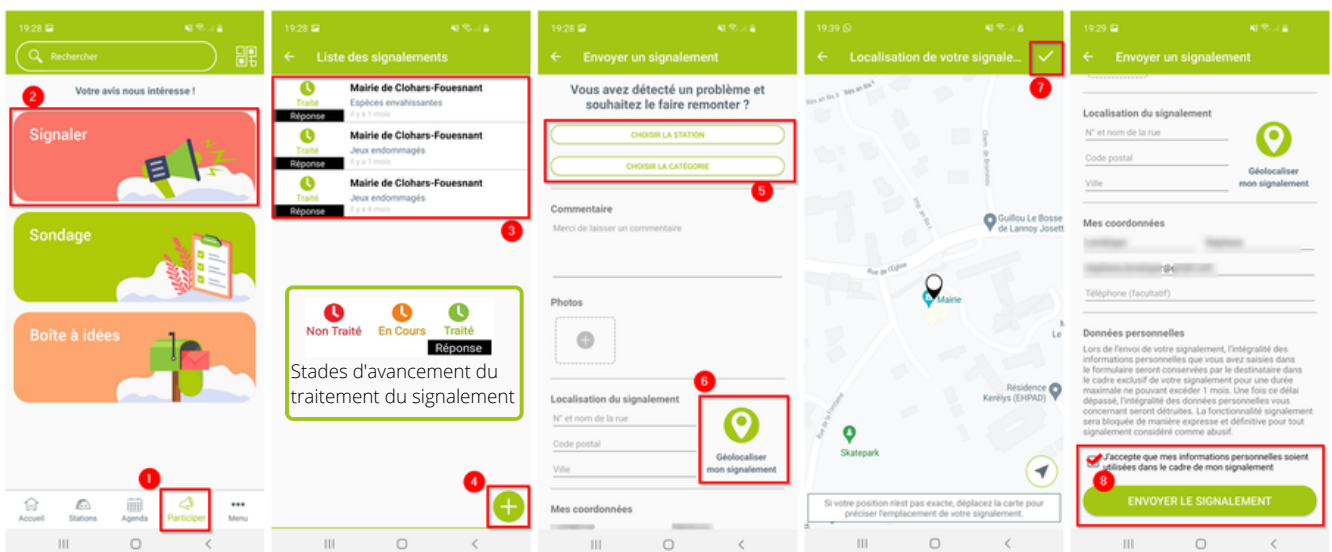 19:28
Rechercher
Votre avis nous intéresse !
2
Signaler
Sondage
Boîte à idées
1
Accueil
Stations
Agenda
Participer
Menu
19:28
Liste des signalements
Mairie de Clohars-Fouesnant
Traité
Espèces envahissantes
Réponse
il y a 1 mois
Mairie de Clohars-Fouesnant
Traité
Jeux endommagés
Réponse
il y a 1 mois
Mairie de Clohars-Fouesnant
Traité
Jeux endommagés
Réponse
il y a 4 mois
3
Non Traité
En Cours
Traité
Réponse
Stades d'avancement du
traitement du signalement
4
19:28
Envoyer un signalement
Vous avez détecté un problème et
souhaitez le faire remonter ?
CHOISIR LA STATION
CHOISIR LA CATÉGORIE
5
Commentaire
Merci de laisser un commentaire
Photos
6
Localisation du signalement
N° et nom de la rue
Code postal
Ville
Géolocaliser
mon signalement
Mes coordonnées
19:39
Localisation de votre signale...
7
Chem. de Brunnines
Guillou Le Bosse
de Lannoy Josett
Rue de l'Église
Mairie
Le
Résidence
Kerélys (EHPAD)
Rue de la Fontaine
Skatepark
Si votre position n'est pas exacte, déplacez la carte pour
préciser l'emplacement de votre signalement.
19:29
Envoyer un signalement
Localisation du signalement
N° et nom de la rue
Code postal
Ville
Géolocaliser
mon signalement
Mes coordonnées
Téléphone (facultatif)
Données personnelles
Lors de l'envoi de votre signalement, l'intégralité des
informations personnelles que vous avez saisies dans
le formulaire seront conservées par le destinataire dans
le cadre exclusif de votre signalement pour une durée
maximale ne pouvant excéder 1 mois. Une fois ce délai
dépassé, l'intégralité des données personnelles vous
concernant seront détruites. La fonctionnalité signalement
sera bloquée de manière expresse et définitive pour tout
signalement considéré comme abusif.
J'accepte que mes informations personnelles soient
utilisées dans le cadre de mon signalement
8
ENVOYER LE SIGNALEMENT